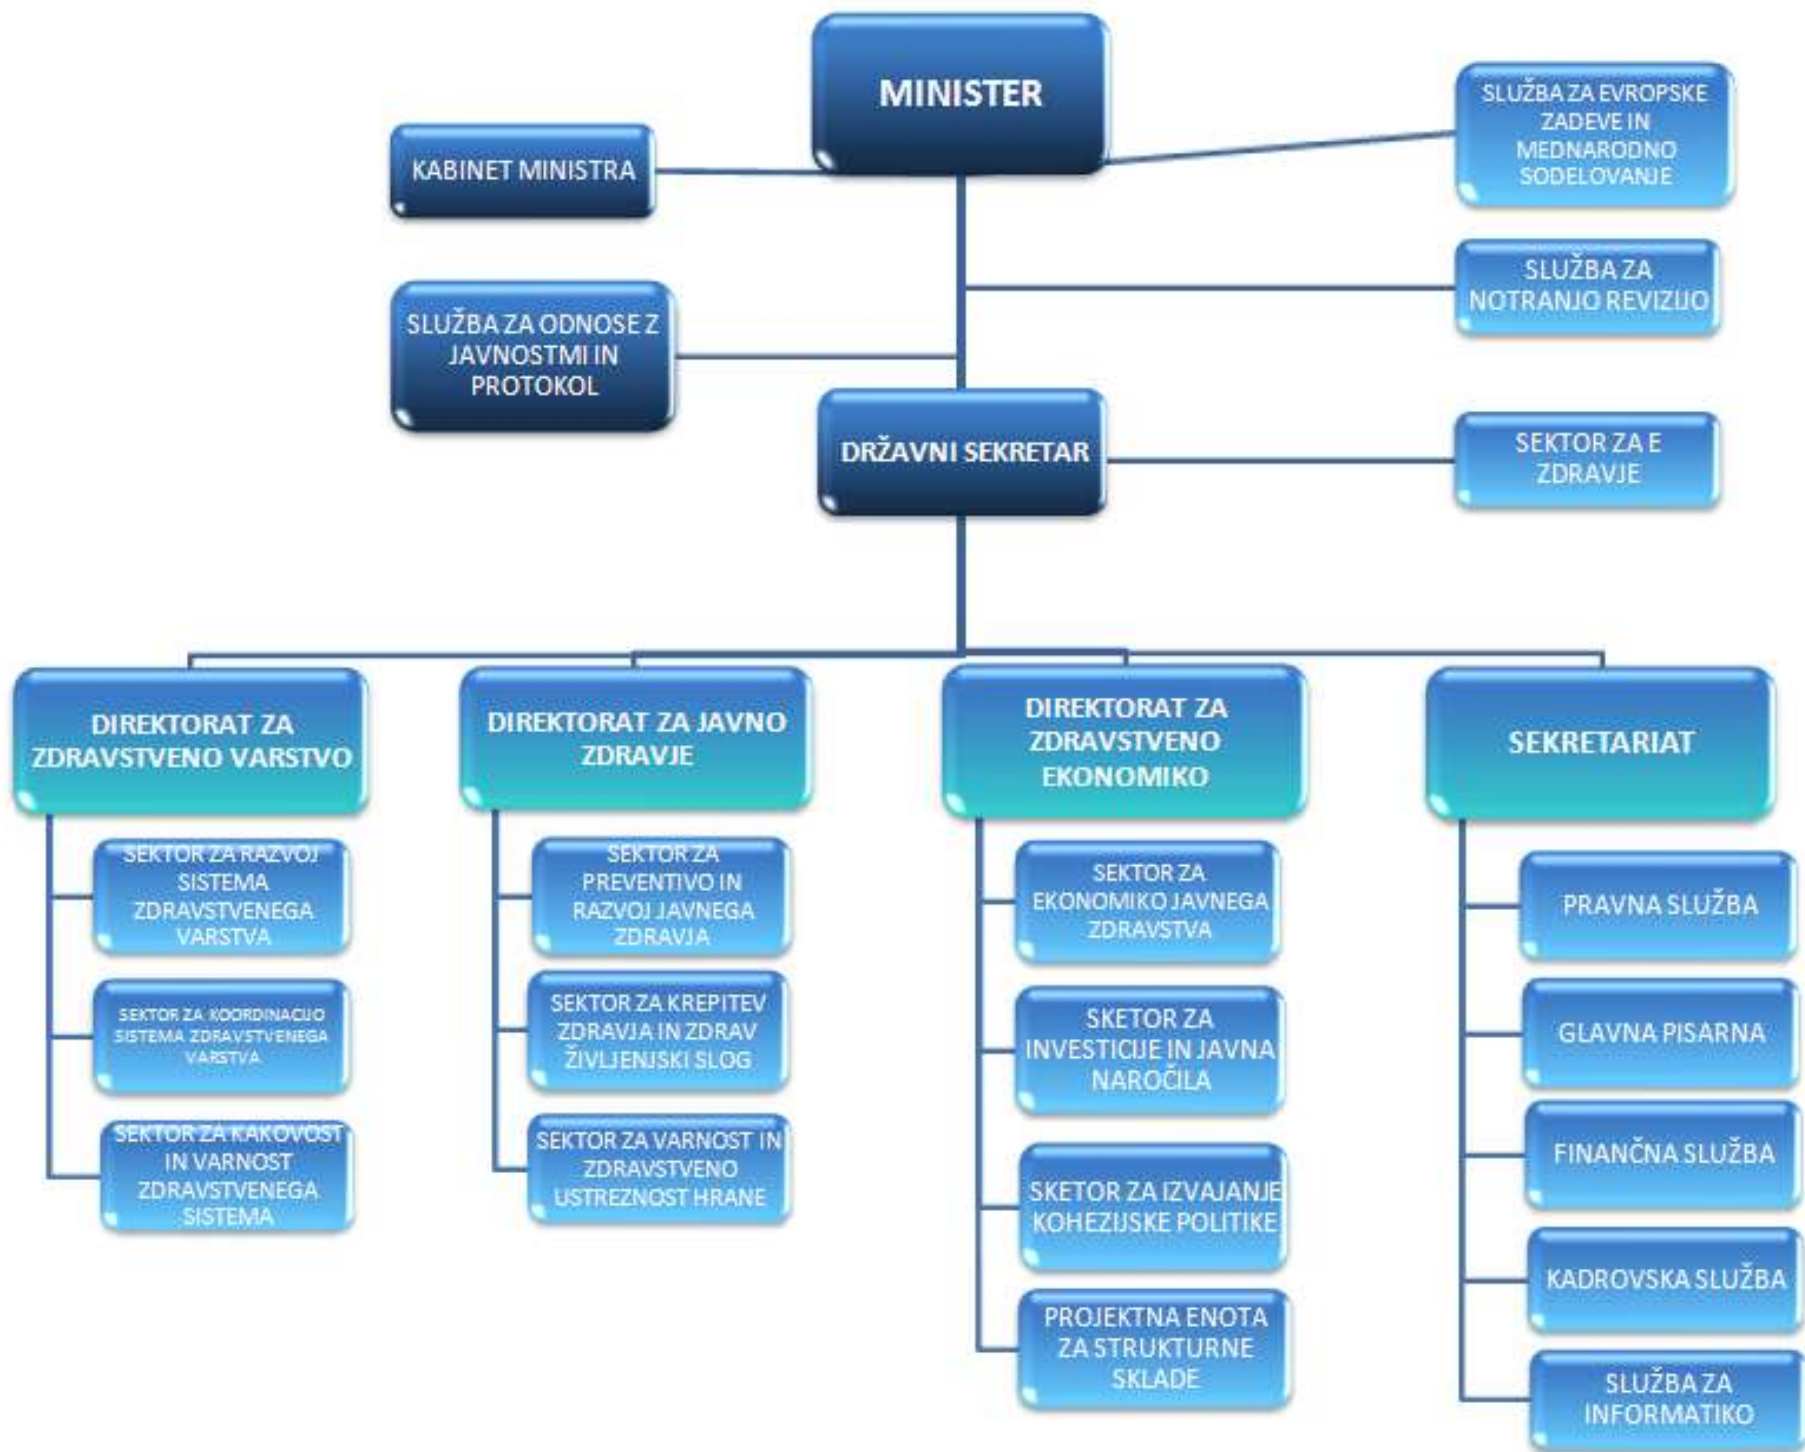 MINISTER
KABINET MINISTRA
SLUŽBA ZA EVROPSKE
ZADEVE IN
MEDNARODNO
SODELOVANJE
SLUŽBA ZA
NOTRANJO REVIZIJO
SLUŽBA ZA ODNOSE Z
JAVNOSTMI IN
PROTOKOL
DRŽAVNI SEKRETAR
SEKTOR ZA E
ZDRAVJE
DIREKTORAT ZA
ZDRAVSTVENO VARSTVO
SEKTOR ZA RAZVOJ
SISTEMA
ZDRAVSTVENEGA
VARSTVA
SEKTOR ZA KOORDINACIJO
SISTEMA ZDRAVSTVENEGA
VARSTVA
SEKTOR ZA KAKOVOST
IN VARNOST
ZDRAVSTVENEGA
SISTEMA
DIREKTORAT ZA JAVNO
ZDRAVJE
SEKTOR ZA
PREVENTIVO IN
RAZVOJ JAVNEGA
ZDRAVJA
SEKTOR ZA KREPITEV
ZDRAVJA IN ZDRAV
ŽIVLJENJSKI SLOG
SEKTOR ZA VARNOST IN
ZDRAVSTVENO
USTREZNOST HRANE
DIREKTORAT ZA
ZDRAVSTVENO
EKONOMIKO
SEKTOR ZA
EKONOMIKO JAVNEGA
ZDRAVSTVA
SKETOR ZA
INVESTICIJE IN JAVNA
NAROČILA
SKETOR ZA IZVAJANJE
KOHEZIJSKE POLITIKE
PROJEKTNA ENOTA
ZA STRUKTURNE
SKLADE
SEKRETARIAT
PRAVNA SLUŽBA
GLAVNA PISARNA
FINANČNA SLUŽBA
KADROVSKA SLUŽBA
SLUŽBA ZA
INFORMATIKO